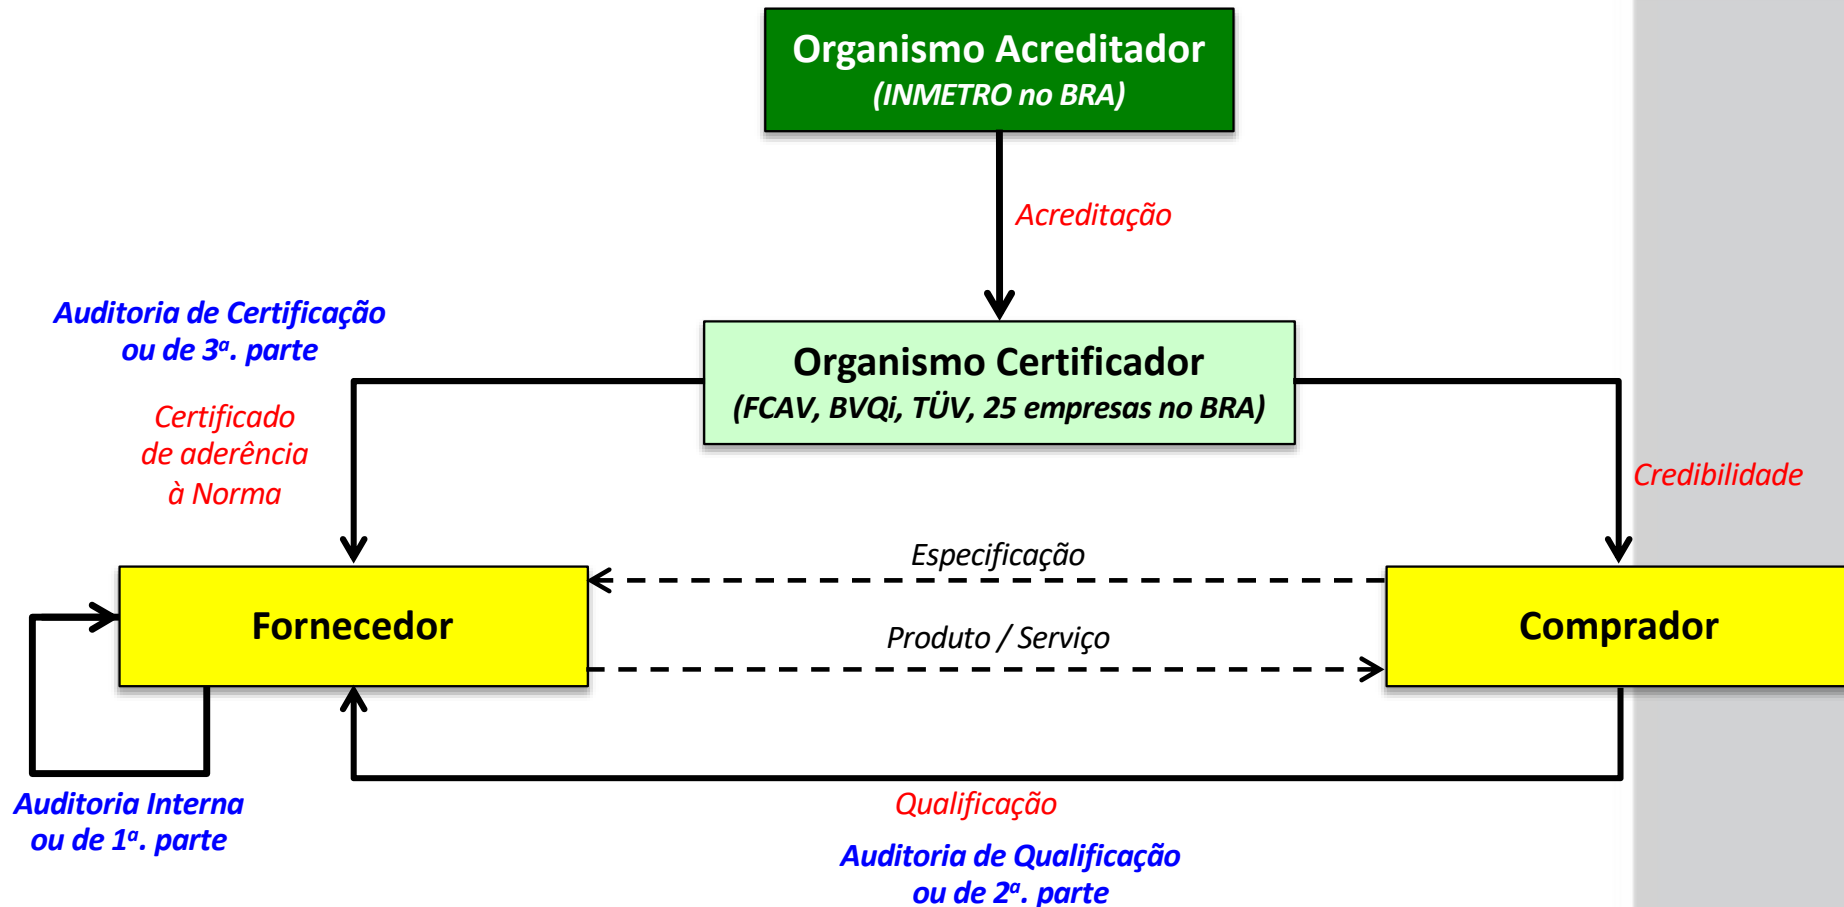 Organismo Acreditador
(INMETRO no BRA)
Acreditação
Auditoria de Certificação
ou de 3ª. parte
Organismo Certificador
(FCAV, BVQi, TÜV, 25 empresas no BRA)
Certificado
de aderência
à Norma
Credibilidade
Especificação
Fornecedor
Comprador
Produto / Serviço
Auditoria Interna
ou de 1ª. parte
Qualificação
Auditoria de Qualificação
ou de 2ª. parte